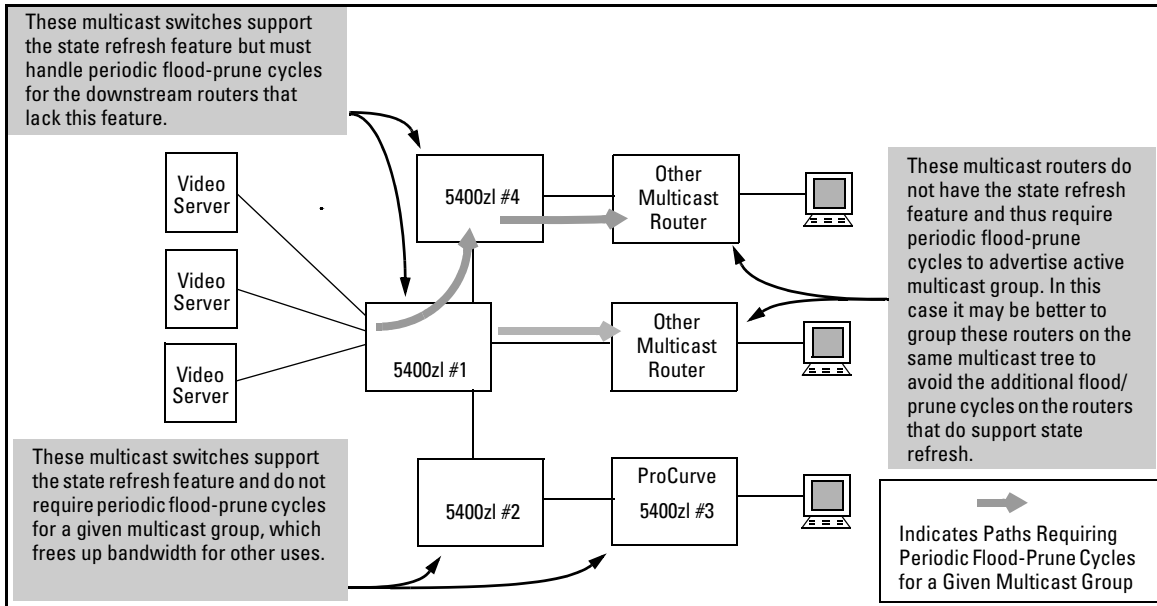 These multicast switches support
the state refresh feature but must
handle periodic flood-prune cycles
for the downstream routers that
lack this feature.
Video
Server
Video
Server
Video
Server
5400zl #4
Other
Multicast
Router
5400zl #1
Other
Multicast
Router
5400zl #2
ProCurve
5400zl #3
These multicast routers do
not have the state refresh
feature and thus require
periodic flood-prune
cycles to advertise active
multicast group. In this
case it may be better to
group these routers on the
same multicast tree to
avoid the additional flood/
prune cycles on the routers
that do support state
refresh.
These multicast switches support
the state refresh feature and do not
require periodic flood-prune cycles
for a given multicast group, which
frees up bandwidth for other uses.
Indicates Paths Requiring
Periodic Flood-Prune Cycles
for a Given Multicast Group